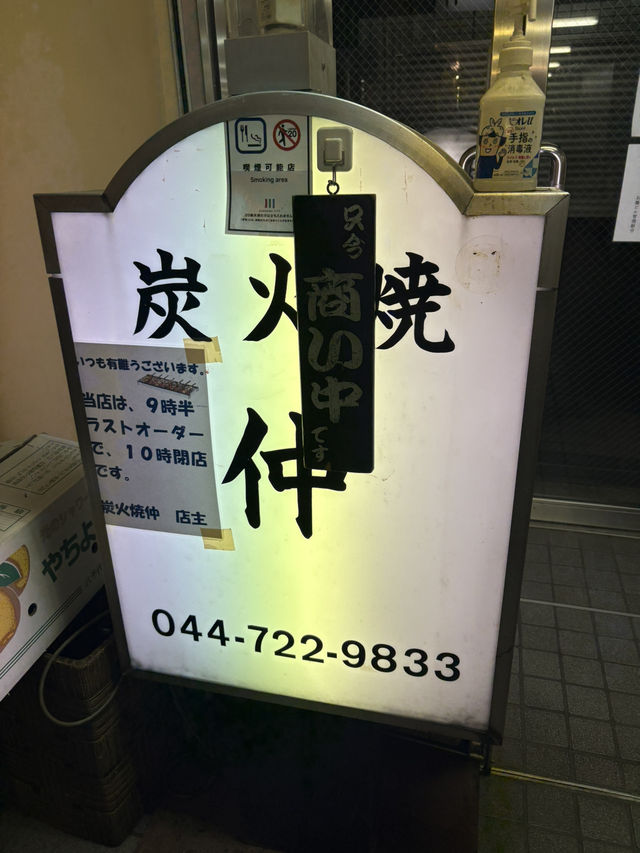 喫煙可能店
Smoking area
炭火焼
仲
只今
商い中
です
いつも有難うございます。
当店は、9時半
ラストオーダー
で、10時閉店
です。
炭火焼仲 店主
044-722-9833
手指の
消毒液
やちよ
20